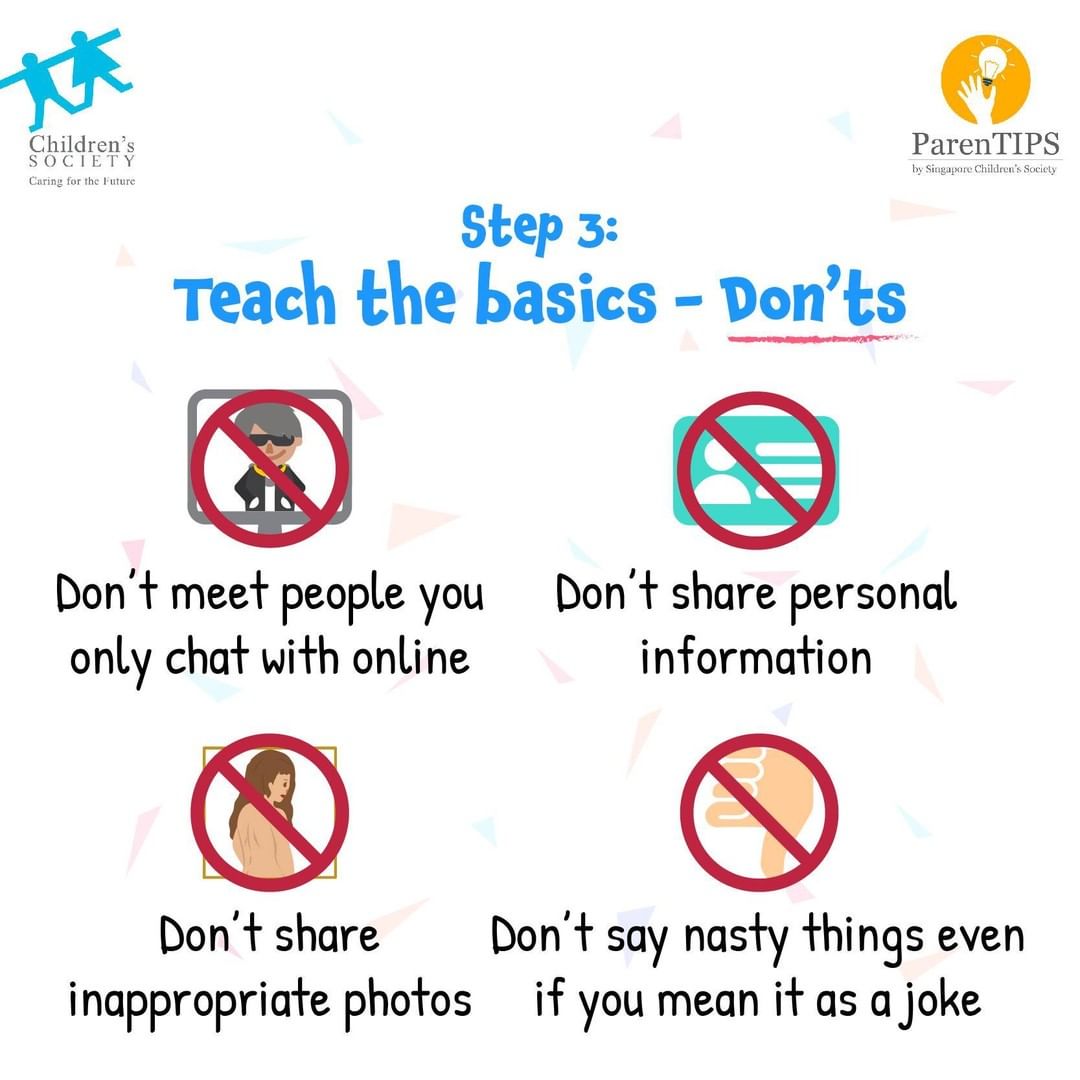 Children's
SOCIETY
Caring for the Future
ParenTIPS
by Singapore Children's Society
Step 3:
Teach the basics - Don'ts
Don't meet people you
only chat with online
Don't share personal
information
Don't share
inappropriate photos
Don't say nasty things even
if you mean it as a joke